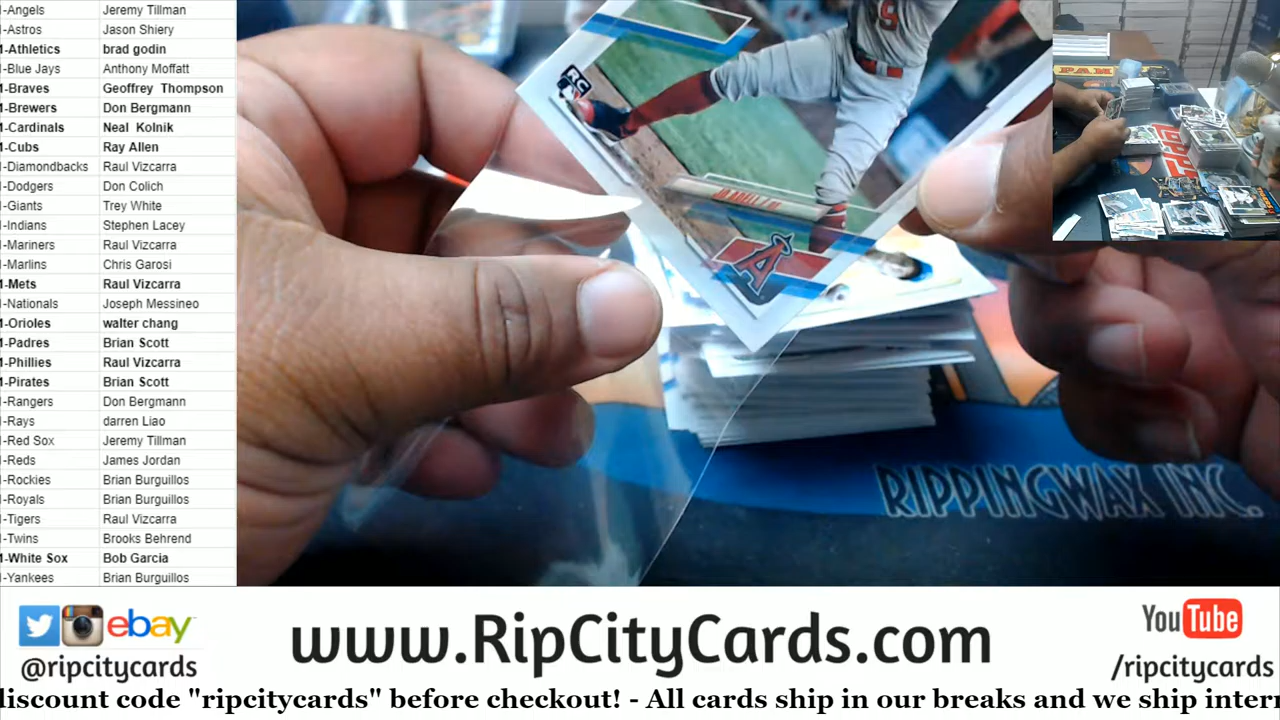 -Angels Jeremy Tillman
-Astros Jason Shiery
-Athletics brad godin
-Blue Jays Anthony Moffatt
-Braves Geoffrey Thompson
-Brewers Don Bergmann
-Cardinals Neal Kolnik
-Cubs Ray Allen
-Diamondbacks Raul Vizcarra
-Dodgers Don Colich
-Giants Trey White
-Indians Stephen Lacey
-Mariners Raul Vizcarra
-Marlins Chris Garosi
-Mets Raul Vizcarra
-Nationals Joseph Messineo
-Orioles walter chang
-Padres Brian Scott
-Phillies Raul Vizcarra
-Pirates Brian Scott
-Rangers Don Bergmann
-Rays darren Liao
-Red Sox Jeremy Tillman
-Reds James Jordan
-Rockies Brian Burguillos
-Royals Brian Burguillos
-Tigers Raul Vizcarra
-Twins Brooks Behrend
-White Sox Bob Garcia
-Yankees Brian Burguillos
9
RC
A
RIPPINGWAX INC.
ebay
@ripcitycards
www.RipCityCards.com
YouTube
/ripcitycards
discount code "ripcitycards" before checkout! - All cards ship in our breaks and we ship